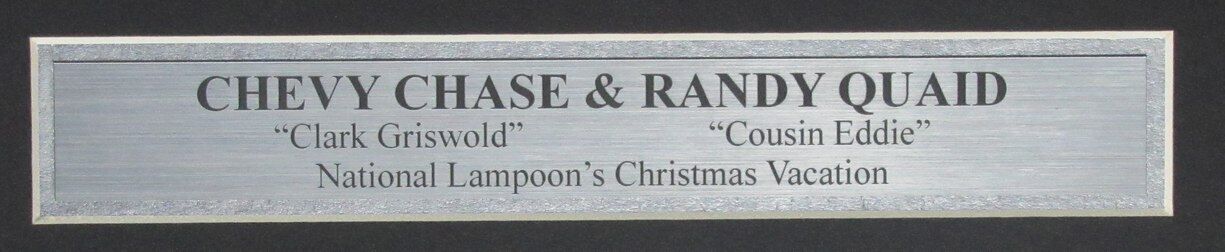 CHEVY CHASE & RANDY QUAID
“Clark Griswold” “Cousin Eddie”
National Lampoon’s Christmas Vacation